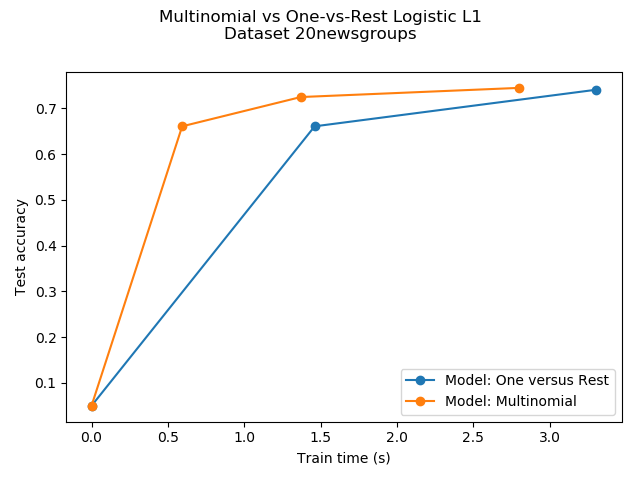 Multinomial vs One-vs-Rest Logistic L1
Dataset 20newsgroups
0.7
0.6
0.5
0.4
0.3
0.2
0.1
Test accuracy
0.0 0.5 1.0 1.5 2.0 2.5 3.0
Train time (s)
Model: One versus Rest
Model: Multinomial